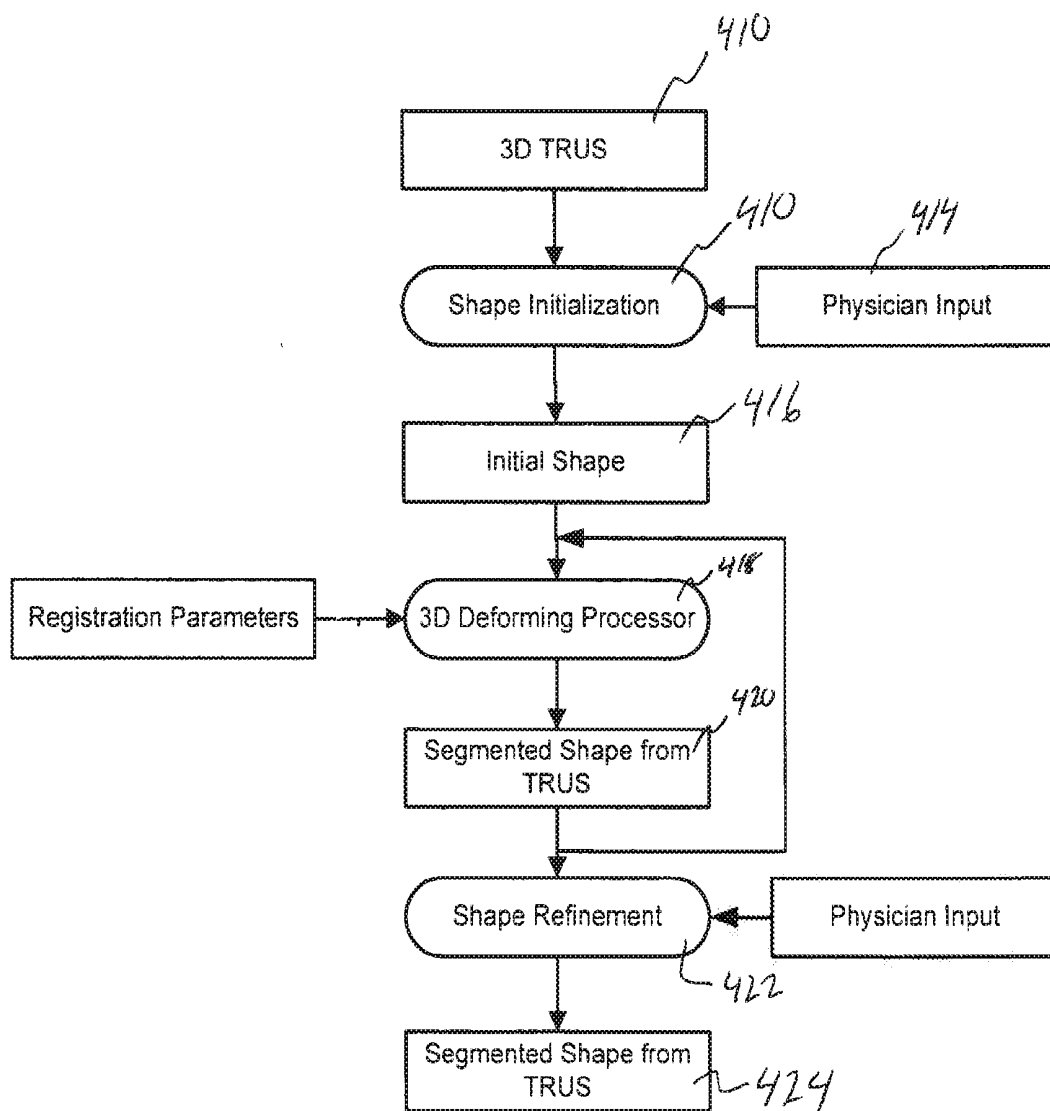 410
3D TRUS
410
414
Shape Initialization
Physician Input
416
Initial Shape
418
Registration Parameters
3D Deforming Processor
420
Segmented Shape from
TRUS
Shape Refinement
Physician Input
422
Segmented Shape from
TRUS
424